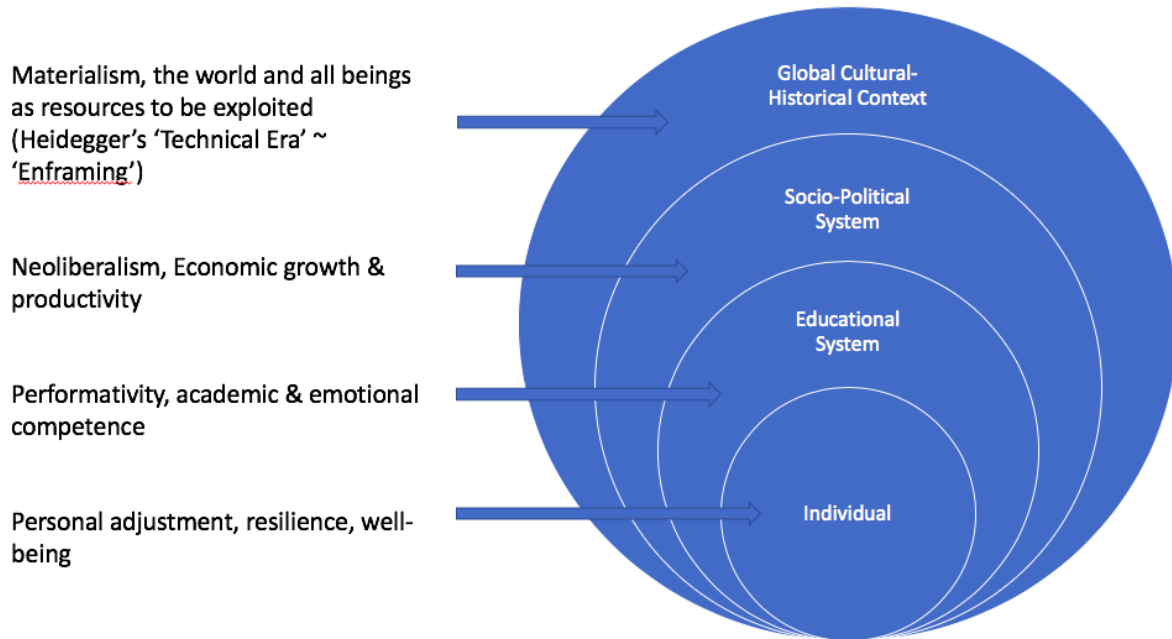 Materialism, the world and all beings
as resources to be exploited
(Heidegger's 'Technical Era' ~
'Enframing')
Global Cultural-
Historical Context
Neoliberalism, Economic growth &
productivity
Socio-Political
System
Performativity, academic & emotional
competence
Educational
System
Personal adjustment, resilience, well-
being
Individual